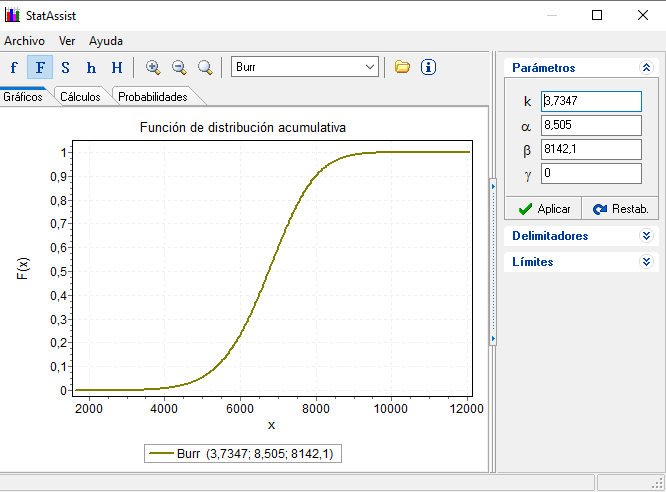 StatAssist
Archivo Ver Ayuda
f F S h H Burr
Gráficos Cálculos Probabilidades
Función de distribución acumulativa
F(x)
1
0,9
0,8
0,7
0,6
0,5
0,4
0,3
0,2
0,1
0
2000 4000 6000 8000 10000 12000
x
Burr (3,7347; 8,505; 8142,1)
Parámetros
k 3,7347
α 8,505
β 8142,1
γ 0
Aplicar Restab.
Delimitadores
Límites